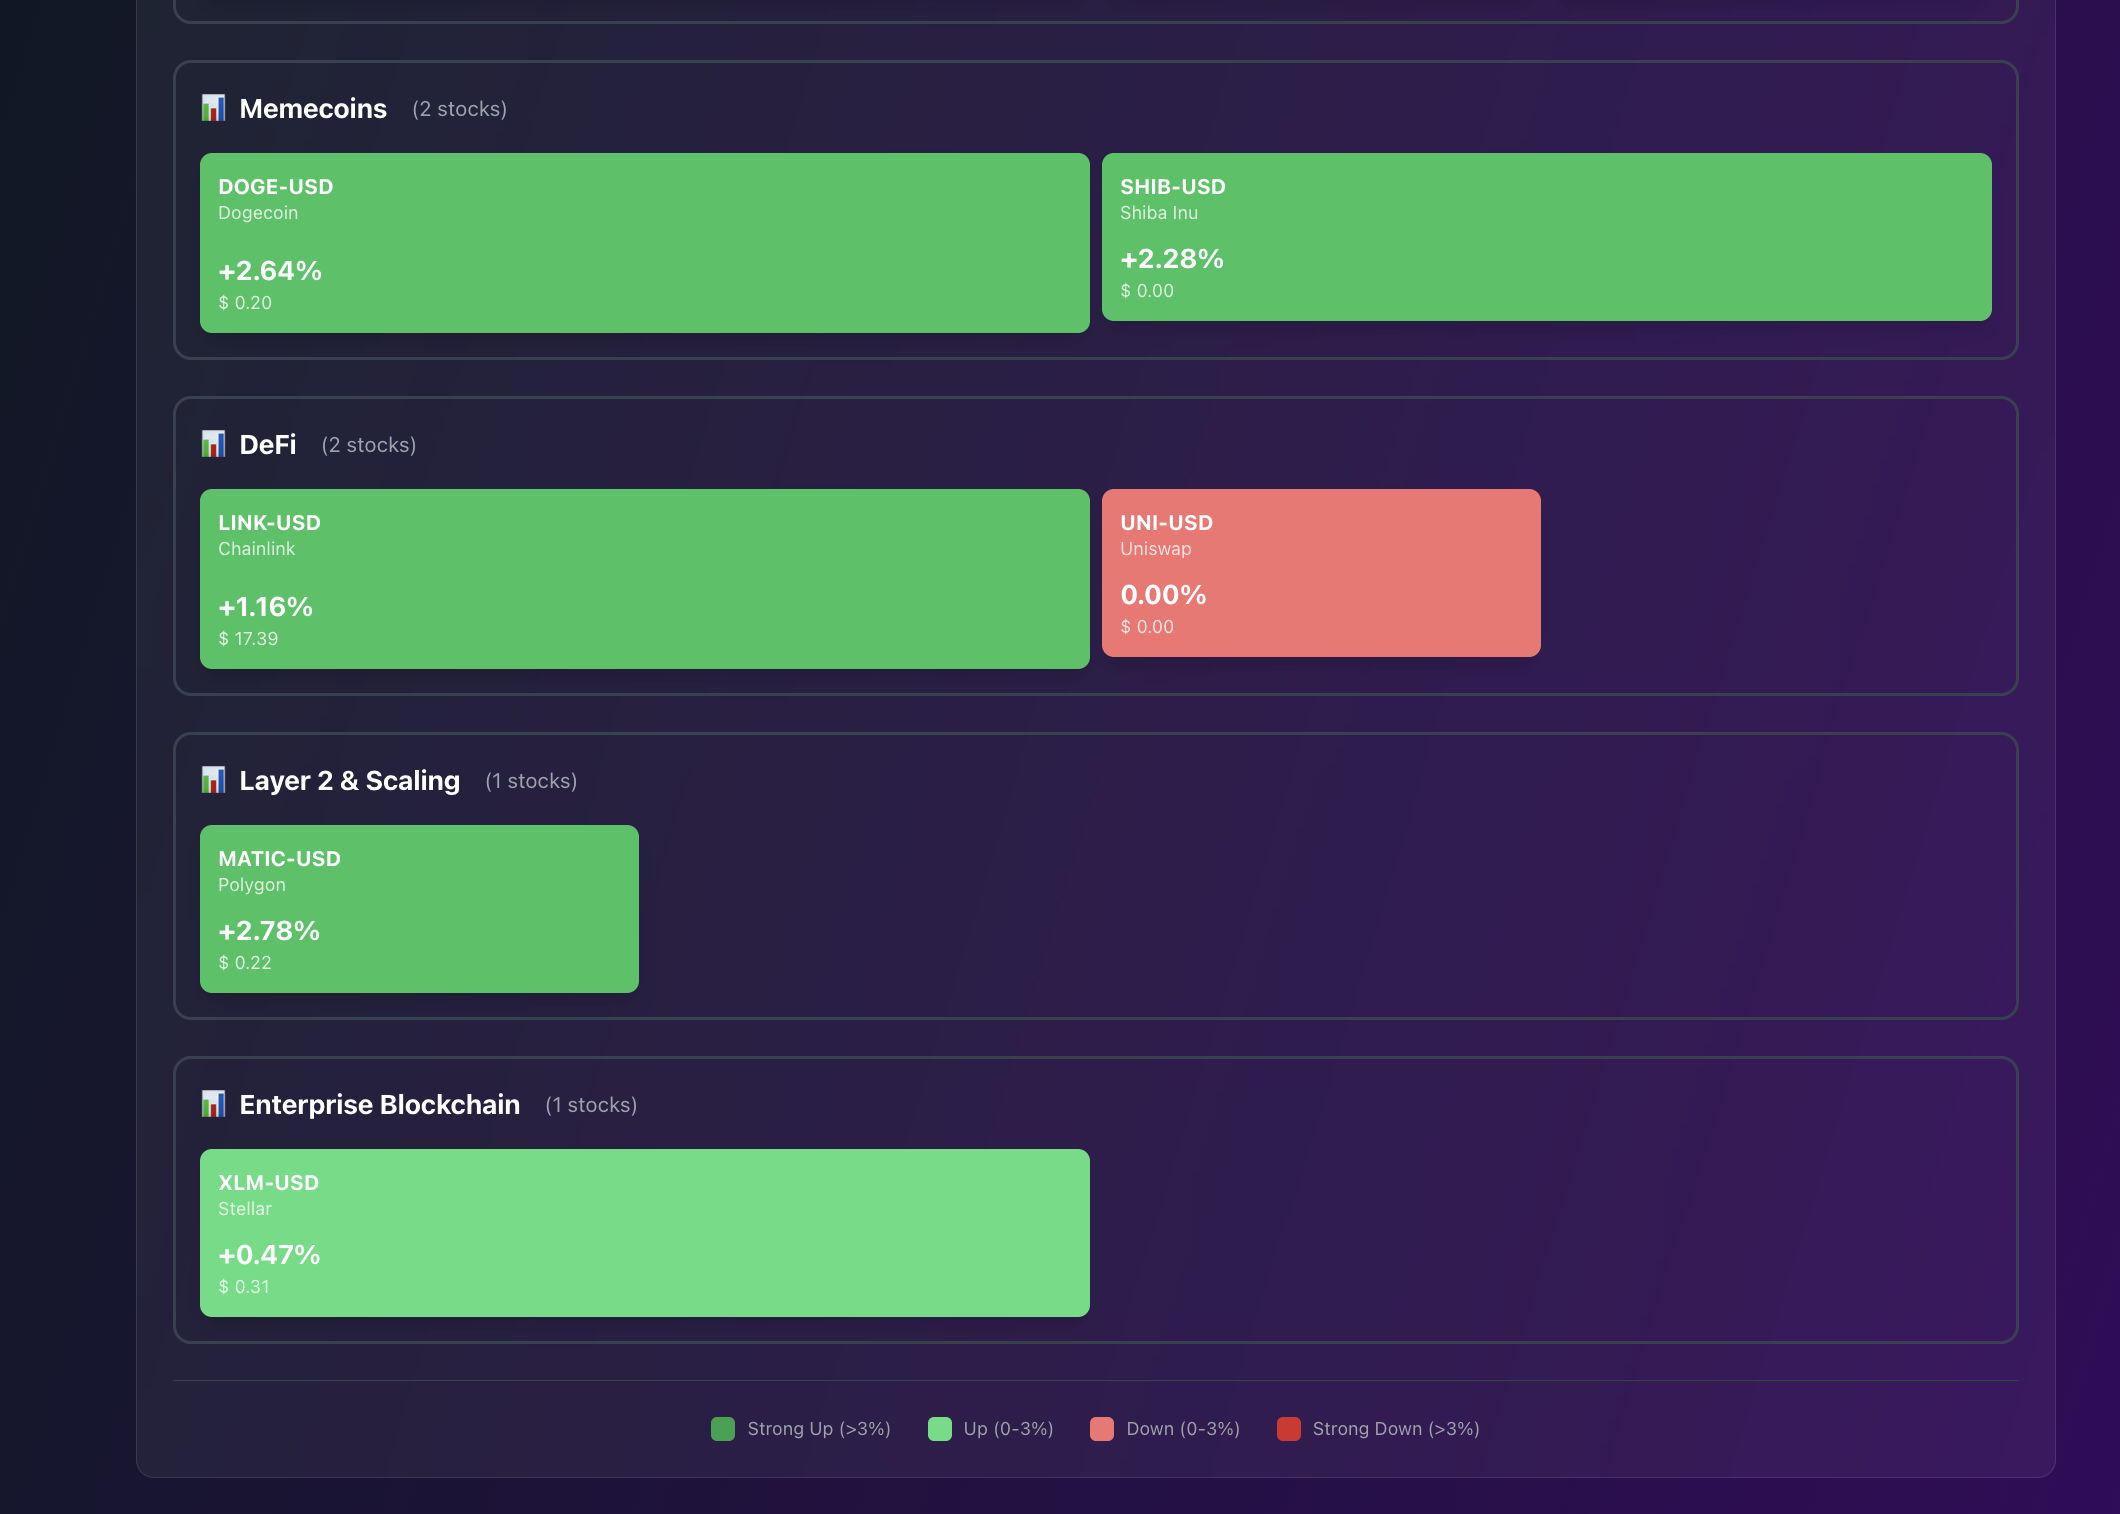 Memecoins (2 stocks)
DOGE-USD
Dogecoin
+2.64%
$ 0.20
SHIB-USD
Shiba Inu
+2.28%
$ 0.00
DeFi (2 stocks)
LINK-USD
Chainlink
+1.16%
$ 17.39
UNI-USD
Uniswap
0.00%
$ 0.00
Layer 2 & Scaling (1 stocks)
MATIC-USD
Polygon
+2.78%
$ 0.22
Enterprise Blockchain (1 stocks)
XLM-USD
Stellar
+0.47%
$ 0.31
Strong Up (>3%) Up (0-3%) Down (0-3%) Strong Down (>3%)